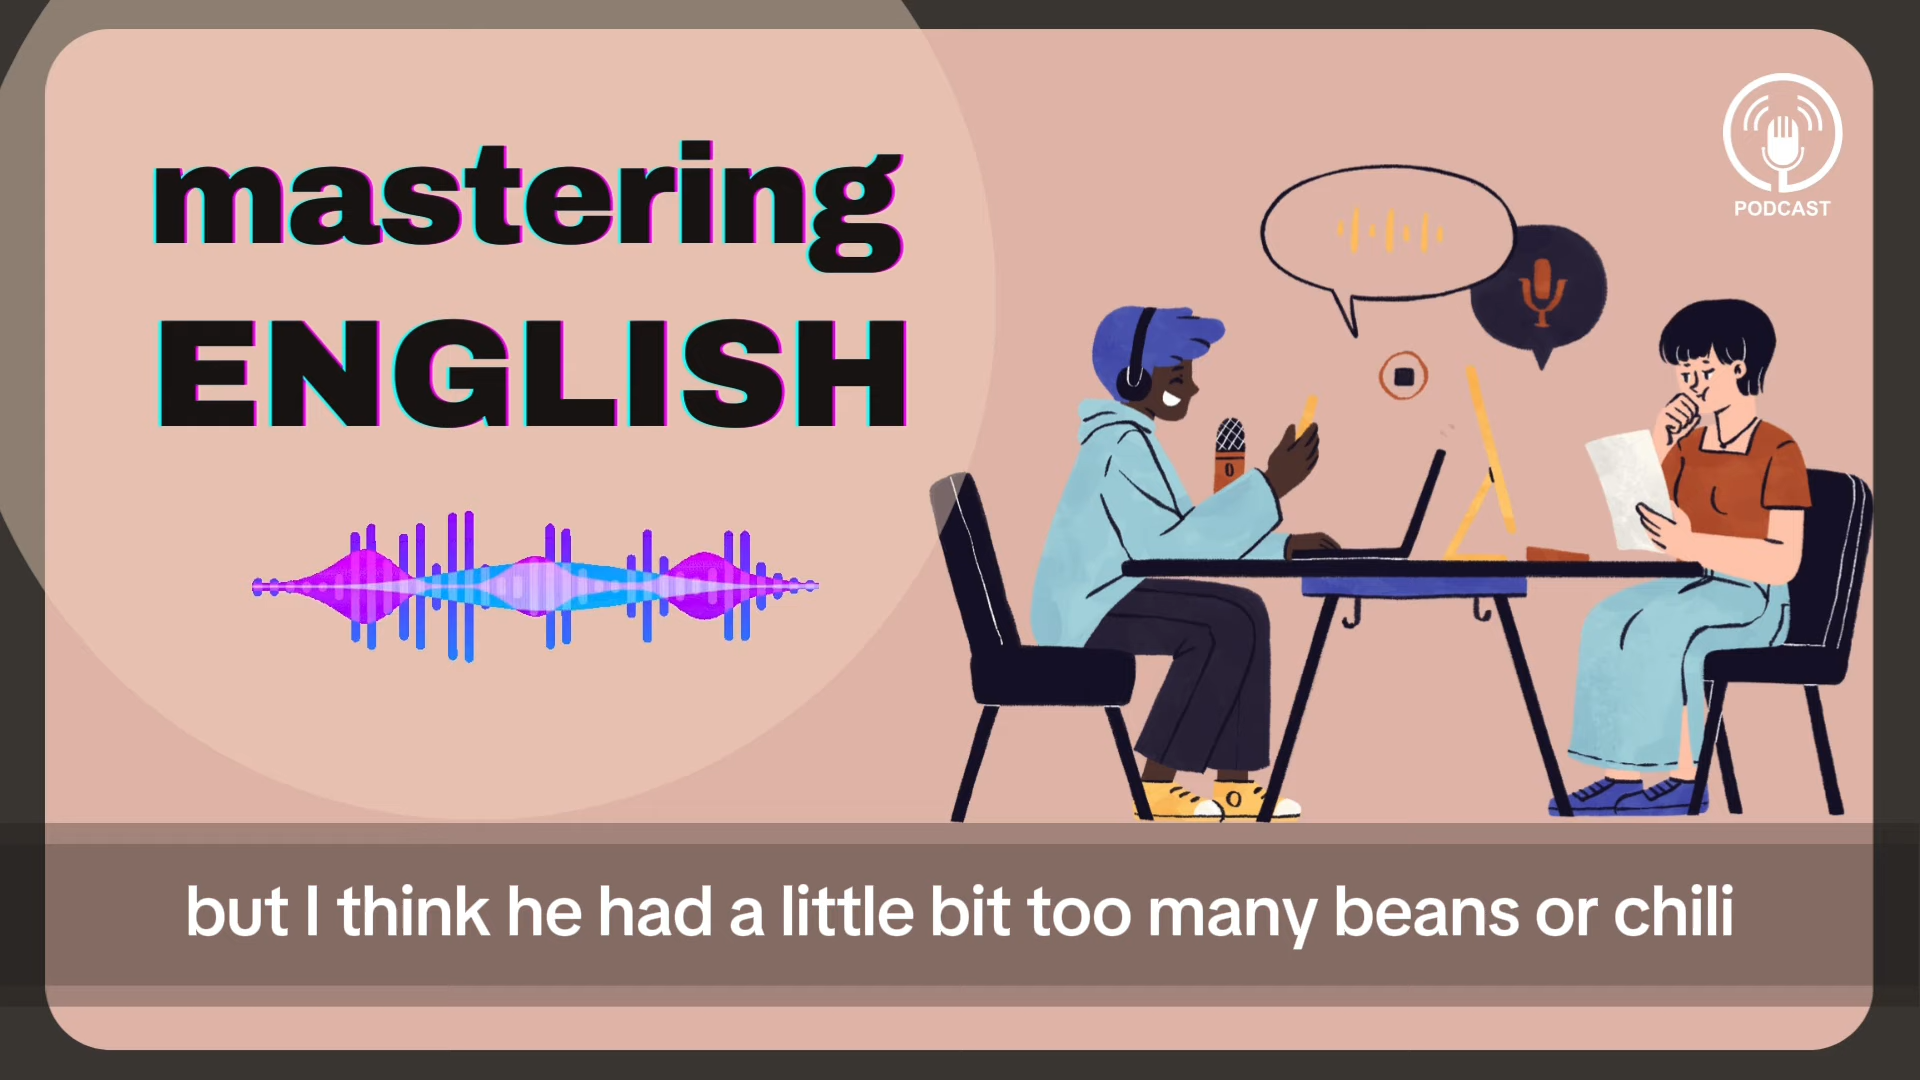 mastering
ENGLISH
PODCAST
but I think he had a little bit too many beans or chili